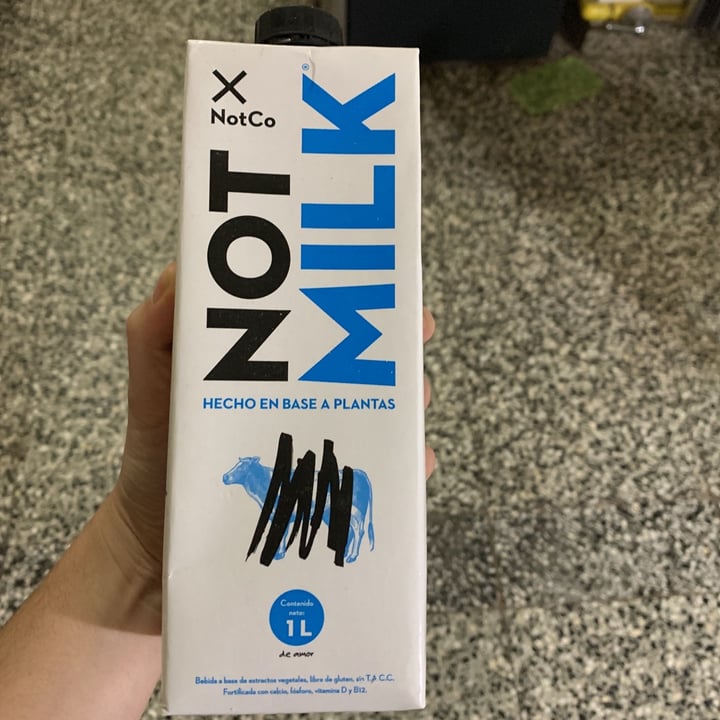 NotCo
NOT
MILK®
HECHO EN BASE A PLANTAS
Contenido
neto:
1 L
de amor
Bebida a base de extractos vegetales, libre de gluten, sin T.A.C.C.
Fortificada con calcio, fósforo, vitamina D y B12.